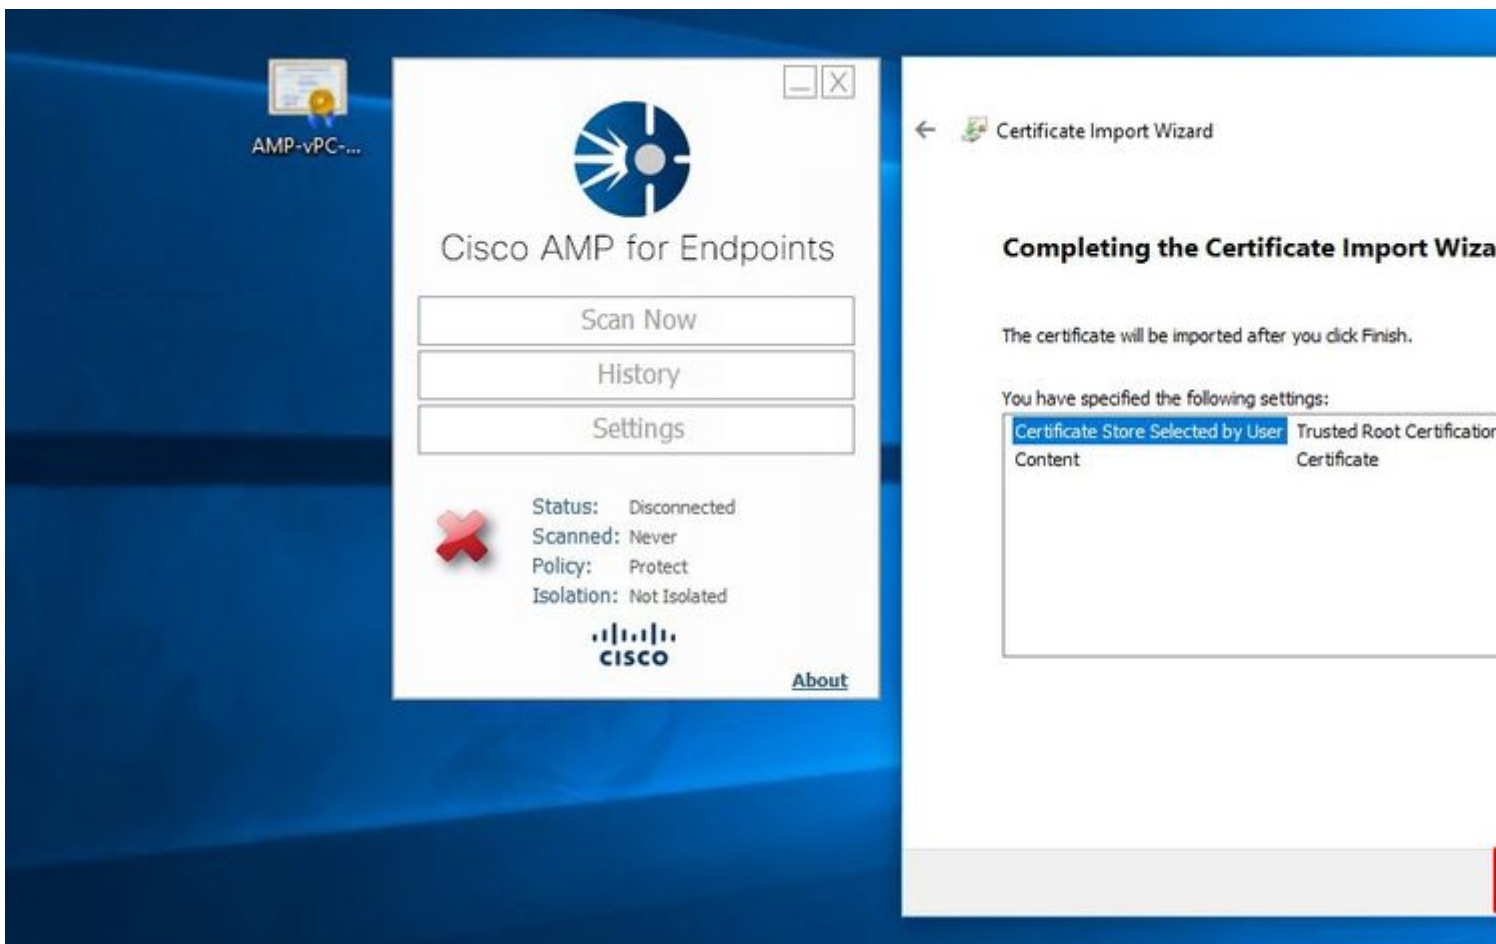 AMP-vPC-...
X
Cisco AMP for Endpoints
Scan Now
History
Settings
Status: Disconnected
Scanned: Never
Policy: Protect
Isolation: Not Isolated
CISCO
About
Certificate Import Wizard
Completing the Certificate Import Wiza
The certificate will be imported after you click Finish.
You have specified the following settings:
Certificate Store Selected by User Trusted Root Certification
Content Certificate